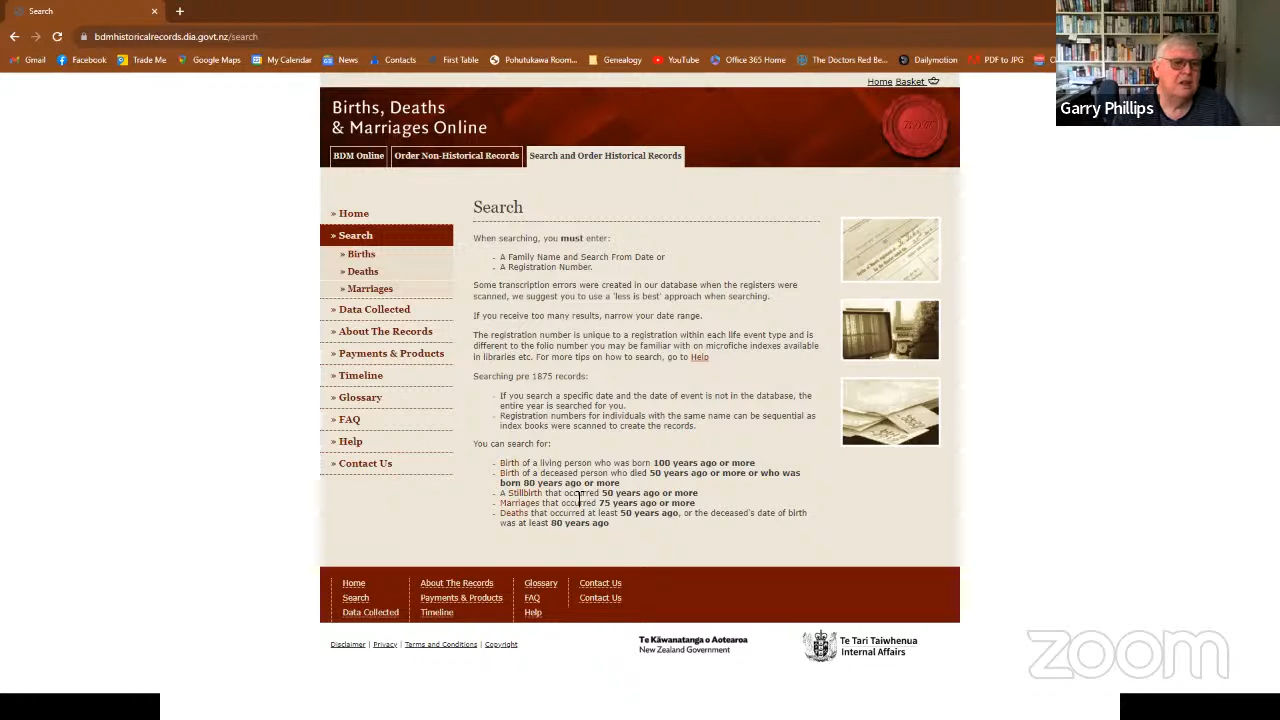 Search
bdmhistoricalrecords.dia.govt.nz/search
Gmail Facebook Trade Me Google Maps My Calendar News Contacts First Table Pohutukawa Room... Genealogy YouTube Office 365 Home The Doctors Red Be... Dailymotion PDF to JPG
Garry Phillips
Home Basket
Births, Deaths
& Marriages Online
BDM Online Order Non-Historical Records Search and Order Historical Records
» Home
» Search
» Births
» Deaths
» Marriages
» Data Collected
» About The Records
» Payments & Products
» Timeline
» Glossary
» FAQ
» Help
» Contact Us
Search
When searching, you must enter:
- A Family Name and Search From Date or
- A Registration Number.
Some transcription errors were created in our database when the registers were
scanned, we suggest you to use a 'less is best' approach when searching.
If you receive too many results, narrow your date range.
The registration number is unique to a registration within each life event type and is
different to the folio number you may be familiar with on microfiche indexes available
in libraries etc. For more tips on how to search, go to Help
Searching pre 1875 records:
- If you search a specific date and the date of event is not in the database, the
entire year is searched for you.
- Registration numbers for individuals with the same name can be sequential as
index books were scanned to create the records.
You can search for:
- Birth of a living person who was born 100 years ago or more
- Birth of a deceased person who died 50 years ago or more or who was
born 80 years ago or more
- A Stillbirth that occurred 50 years ago or more
- Marriages that occurred 75 years ago or more
- Deaths that occurred at least 50 years ago, or the deceased's date of birth
was at least 80 years ago
Home About The Records Glossary Contact Us
Search Payments & Products FAQ Contact Us
Data Collected Timeline Help
Disclaimer | Privacy | Terms and Conditions | Copyright
Te Kāwanatanga o Aotearoa
New Zealand Government
Te Tari Taiwhenua
Internal Affairs
zoom